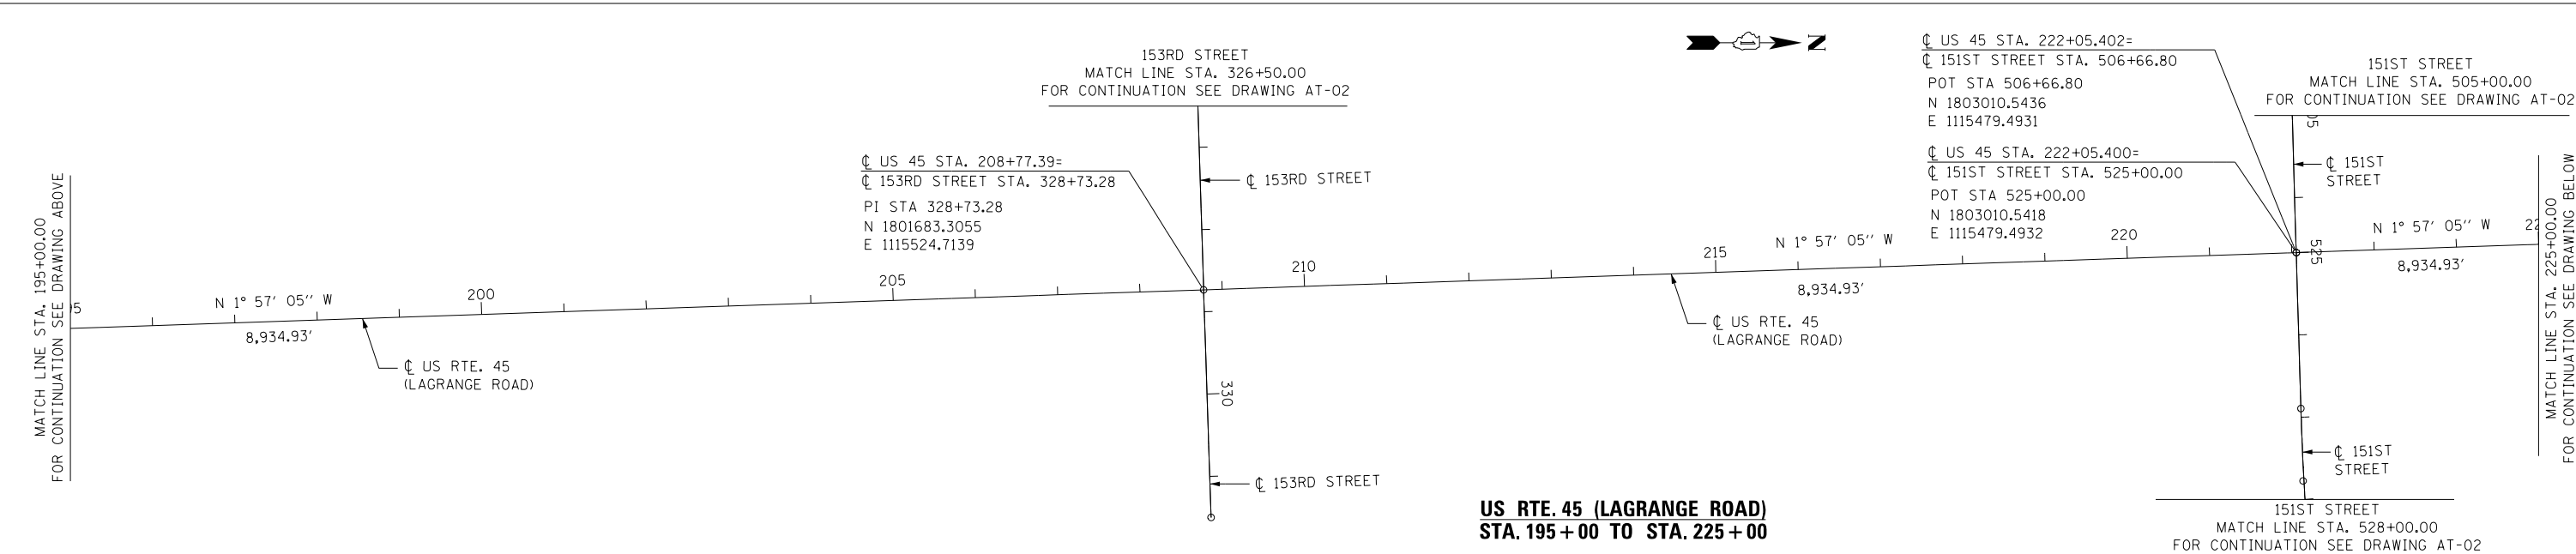 153RD STREET
MATCH LINE STA. 326+50.00
FOR CONTINUATION SEE DRAWING AT-02
N
℄ US 45 STA. 222+05.402=
℄ 151ST STREET STA. 506+66.80
POT STA 506+66.80
N 1803010.5436
E 1115479.4931
151ST STREET
MATCH LINE STA. 505+00.00
FOR CONTINUATION SEE DRAWING AT-02
℄ US 45 STA. 208+77.39=
℄ 153RD STREET STA. 328+73.28
PI STA 328+73.28
N 1801683.3055
E 1115524.7139
℄ 153RD STREET
℄ US 45 STA. 222+05.400=
℄ 151ST STREET STA. 525+00.00
POT STA 525+00.00
N 1803010.5418
E 1115479.4932
℄ 151ST
STREET
MATCH LINE STA. 195+00.00
FOR CONTINUATION SEE DRAWING ABOVE
N 1° 57' 05'' W
8,934.93'
200
205
210
215
N 1° 57' 05'' W
8,934.93'
220
525
N 1° 57' 05'' W
8,934.93'
MATCH LINE STA. 225+00.00
FOR CONTINUATION SEE DRAWING BELOW
℄ US RTE. 45
(LAGRANGE ROAD)
℄ US RTE. 45
(LAGRANGE ROAD)
330
℄ 153RD STREET
℄ 151ST
STREET
US RTE. 45 (LAGRANGE ROAD)
STA. 195+00 TO STA. 225+00
151ST STREET
MATCH LINE STA. 528+00.00
FOR CONTINUATION SEE DRAWING AT-02